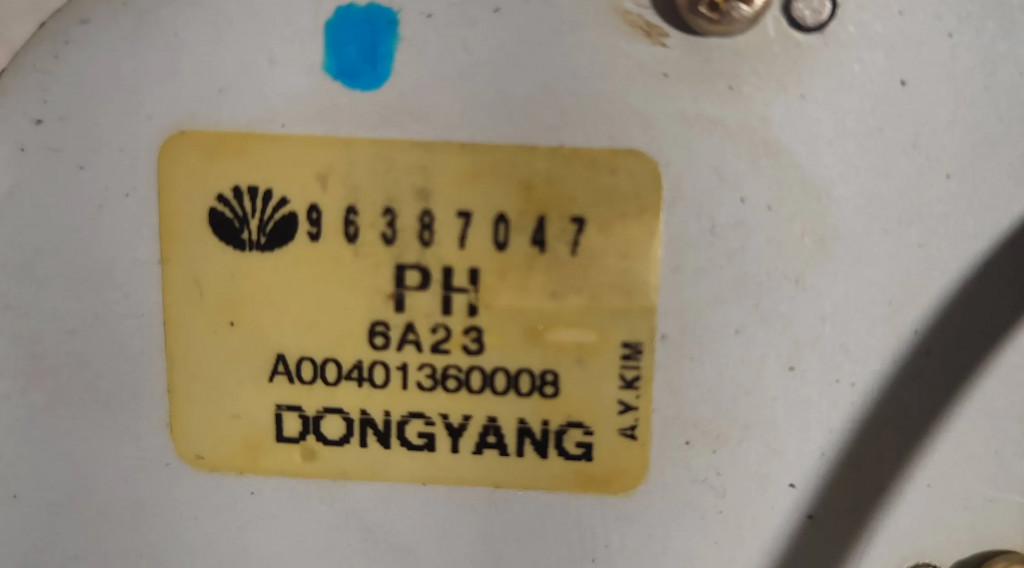 96387047
PH
6A23
A00401360008
DONGYANG
A.Y.KIM